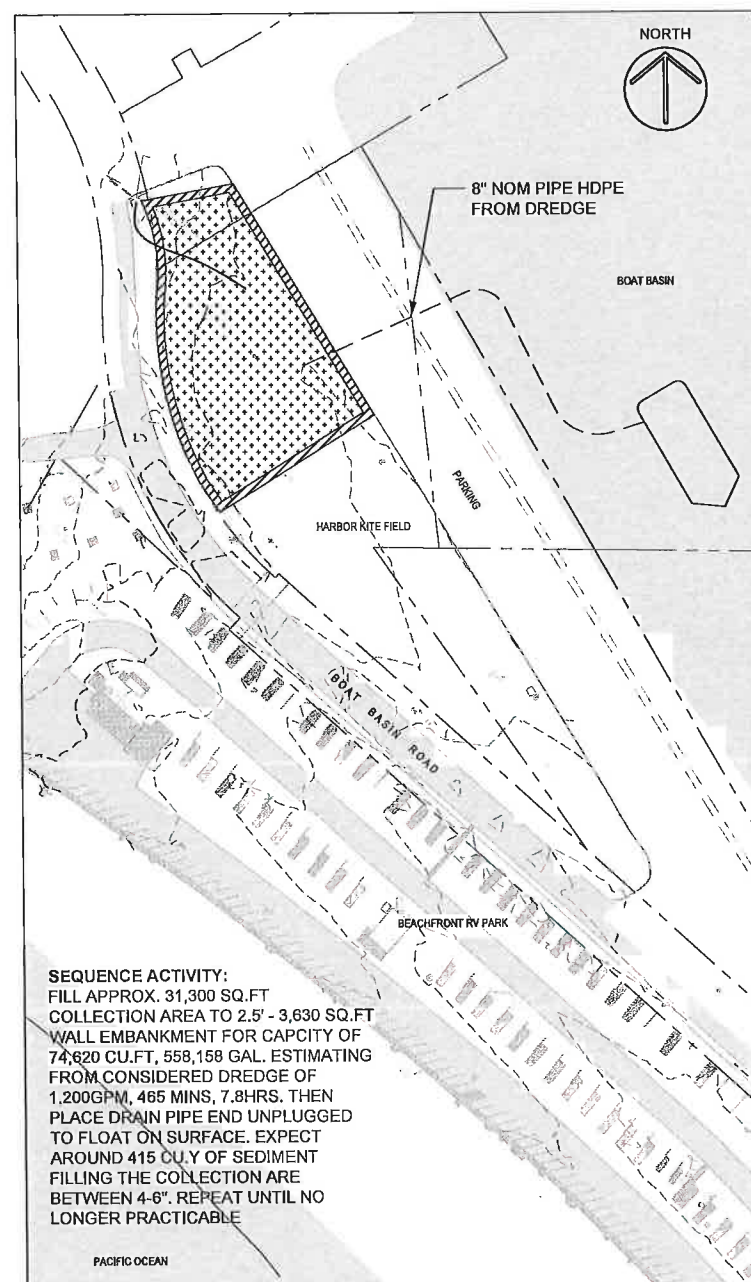 NORTH
8" NOM PIPE HDPE
FROM DREDGE
BOAT BASIN
PARKING
HARBOR KITE FIELD
BOAT BASIN ROAD
BEACHFRONT RV PARK
SEQUENCE ACTIVITY:
FILL APPROX. 31,300 SQ.FT
COLLECTION AREA TO 2.5' - 3,630 SQ.FT
WALL EMBANKMENT FOR CAPCITY OF
74,620 CU.FT, 558,158 GAL. ESTIMATING
FROM CONSIDERED DREDGE OF
1,200GPM, 465 MINS, 7.8HRS. THEN
PLACE DRAIN PIPE END UNPLUGGED
TO FLOAT ON SURFACE. EXPECT
AROUND 415 CU.Y OF SEDIMENT
FILLING THE COLLECTION ARE
BETWEEN 4-6". REPEAT UNTIL NO
LONGER PRACTICABLE
PACIFIC OCEAN